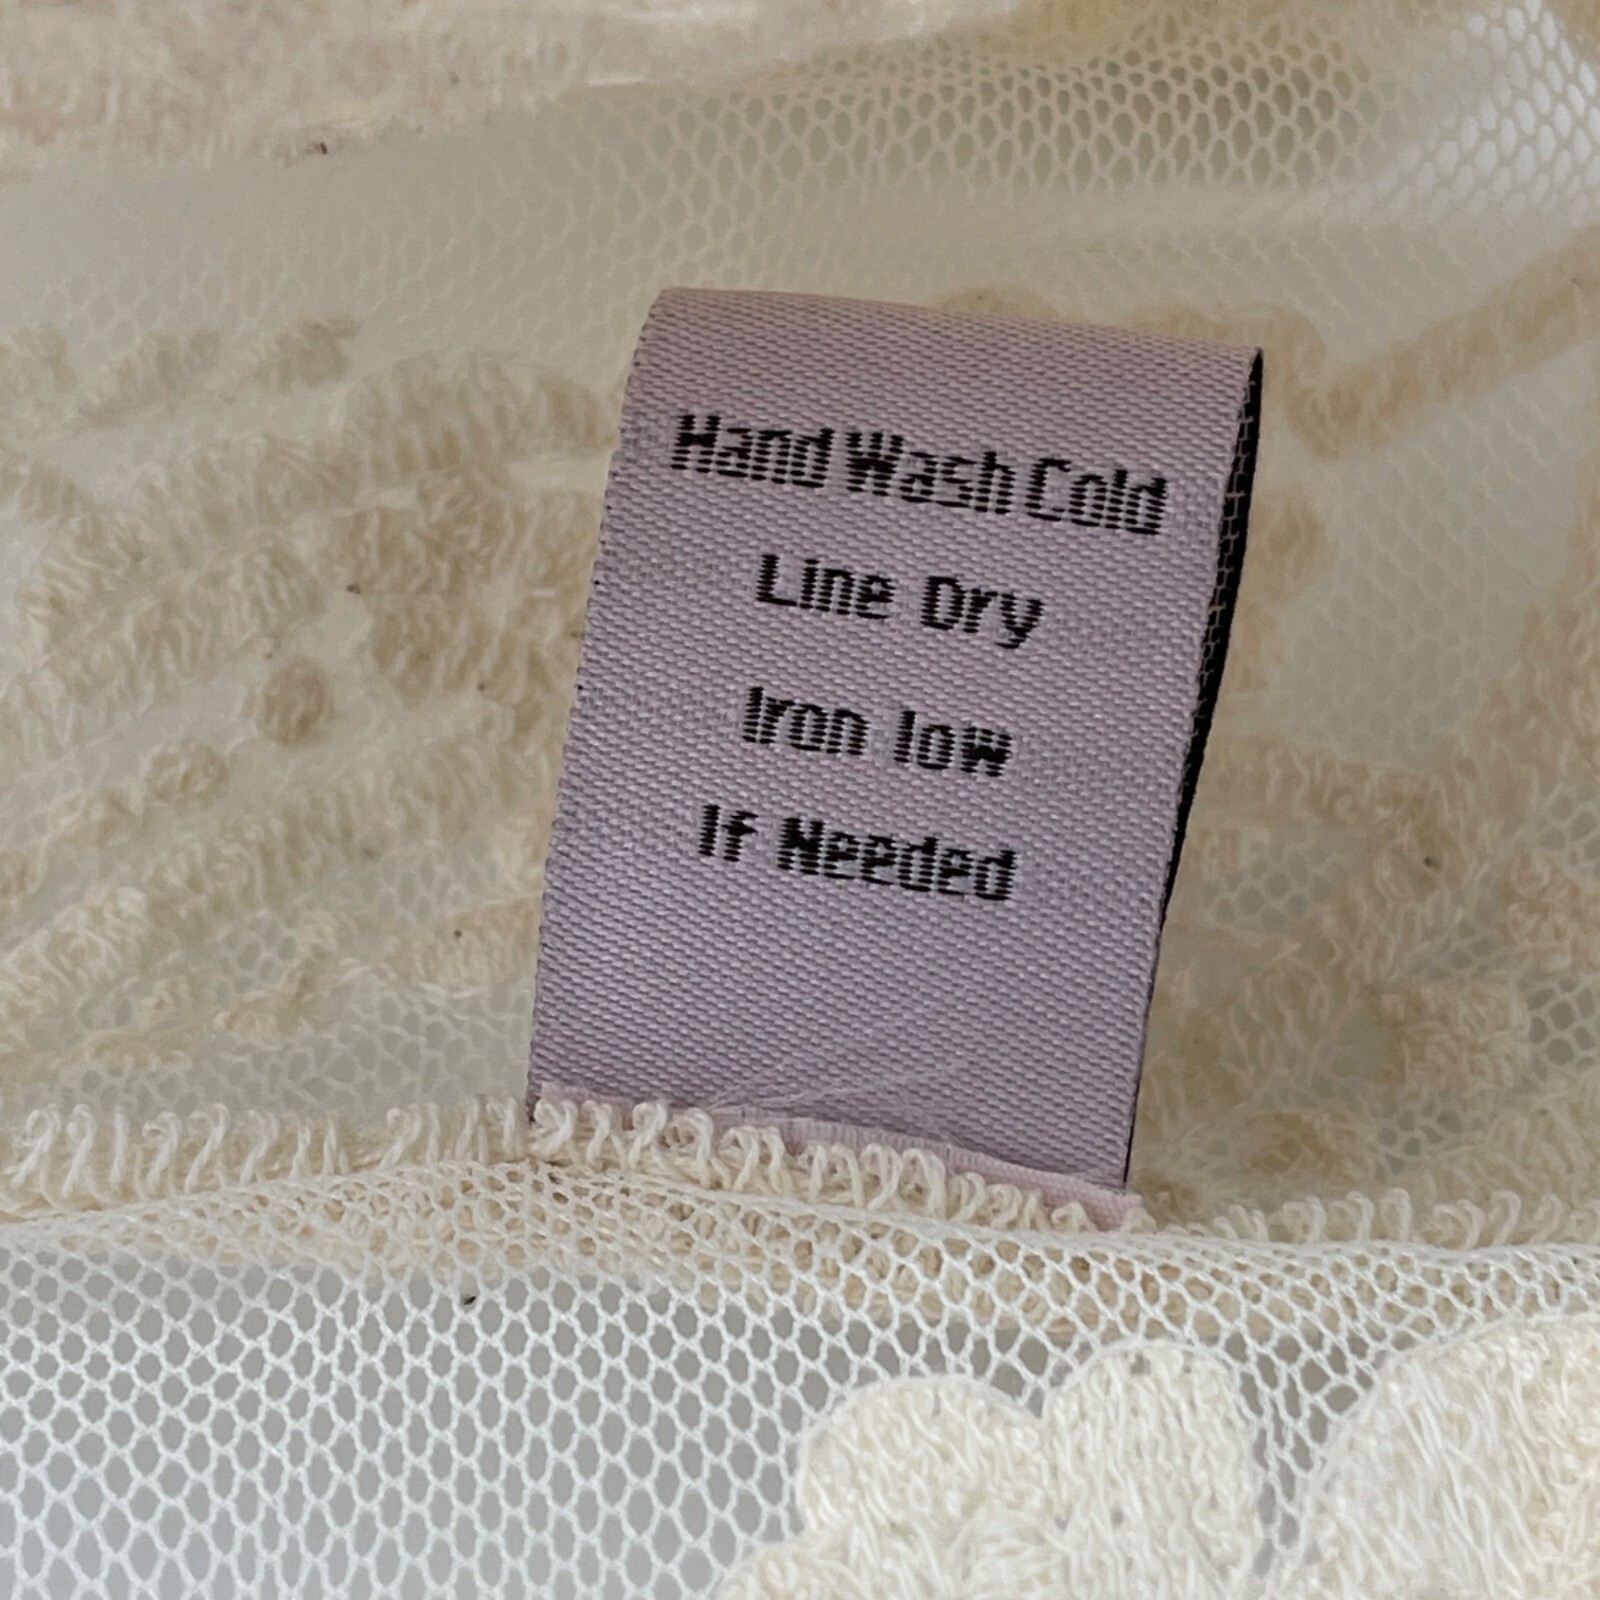 Hand Wash Cold
Line Dry
Iron low
If Needed